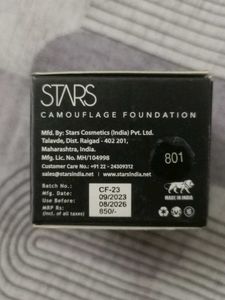 STARS
CAMOUFLAGE FOUNDATION
Mfd. By: Stars Cosmetics (India) Pvt. Ltd.
Talavde, Dist. Raigad - 402 201,
Maharashtra, India.
Mfg. Lic. No. MH/104998
Customer Care No.: +91 22 - 24309312
sales@starsindia.net | www.starsindia.net
801
Batch No.: CF-23
Mfg. Date: 09/2023
Use Before: 08/2026
MRP Rs: 850/-
(Incl. of all taxes)
MADE IN INDIA